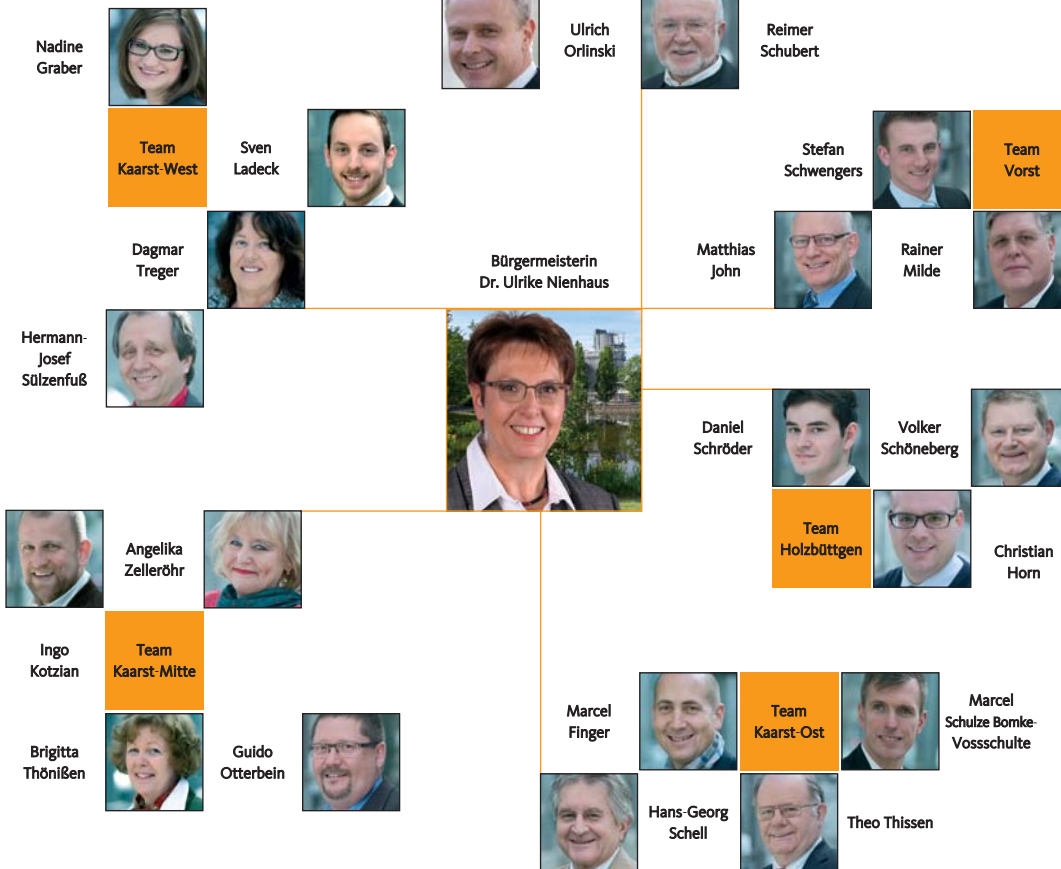 Nadine
Graber
Ulrich
Orlinski
Reimer
Schubert
Team
Kaarst-West
Sven
Ladeck
Stefan
Schwengers
Team
Vorst
Dagmar
Treger
Bürgermeisterin
Dr. Ulrike Nienhaus
Matthias
John
Rainer
Milde
Hermann-
Josef
Sülzenfuß
Daniel
Schröder
Volker
Schöneberg
Team
Holzbüttgen
Christian
Horn
Angelika
Zelleröhr
Ingo
Kotzian
Team
Kaarst-Mitte
Brigitta
Thönißen
Guido
Otterbein
Marcel
Finger
Team
Kaarst-Ost
Marcel
Schulze Bomke-
Vossschulte
Hans-Georg
Schell
Theo Thissen